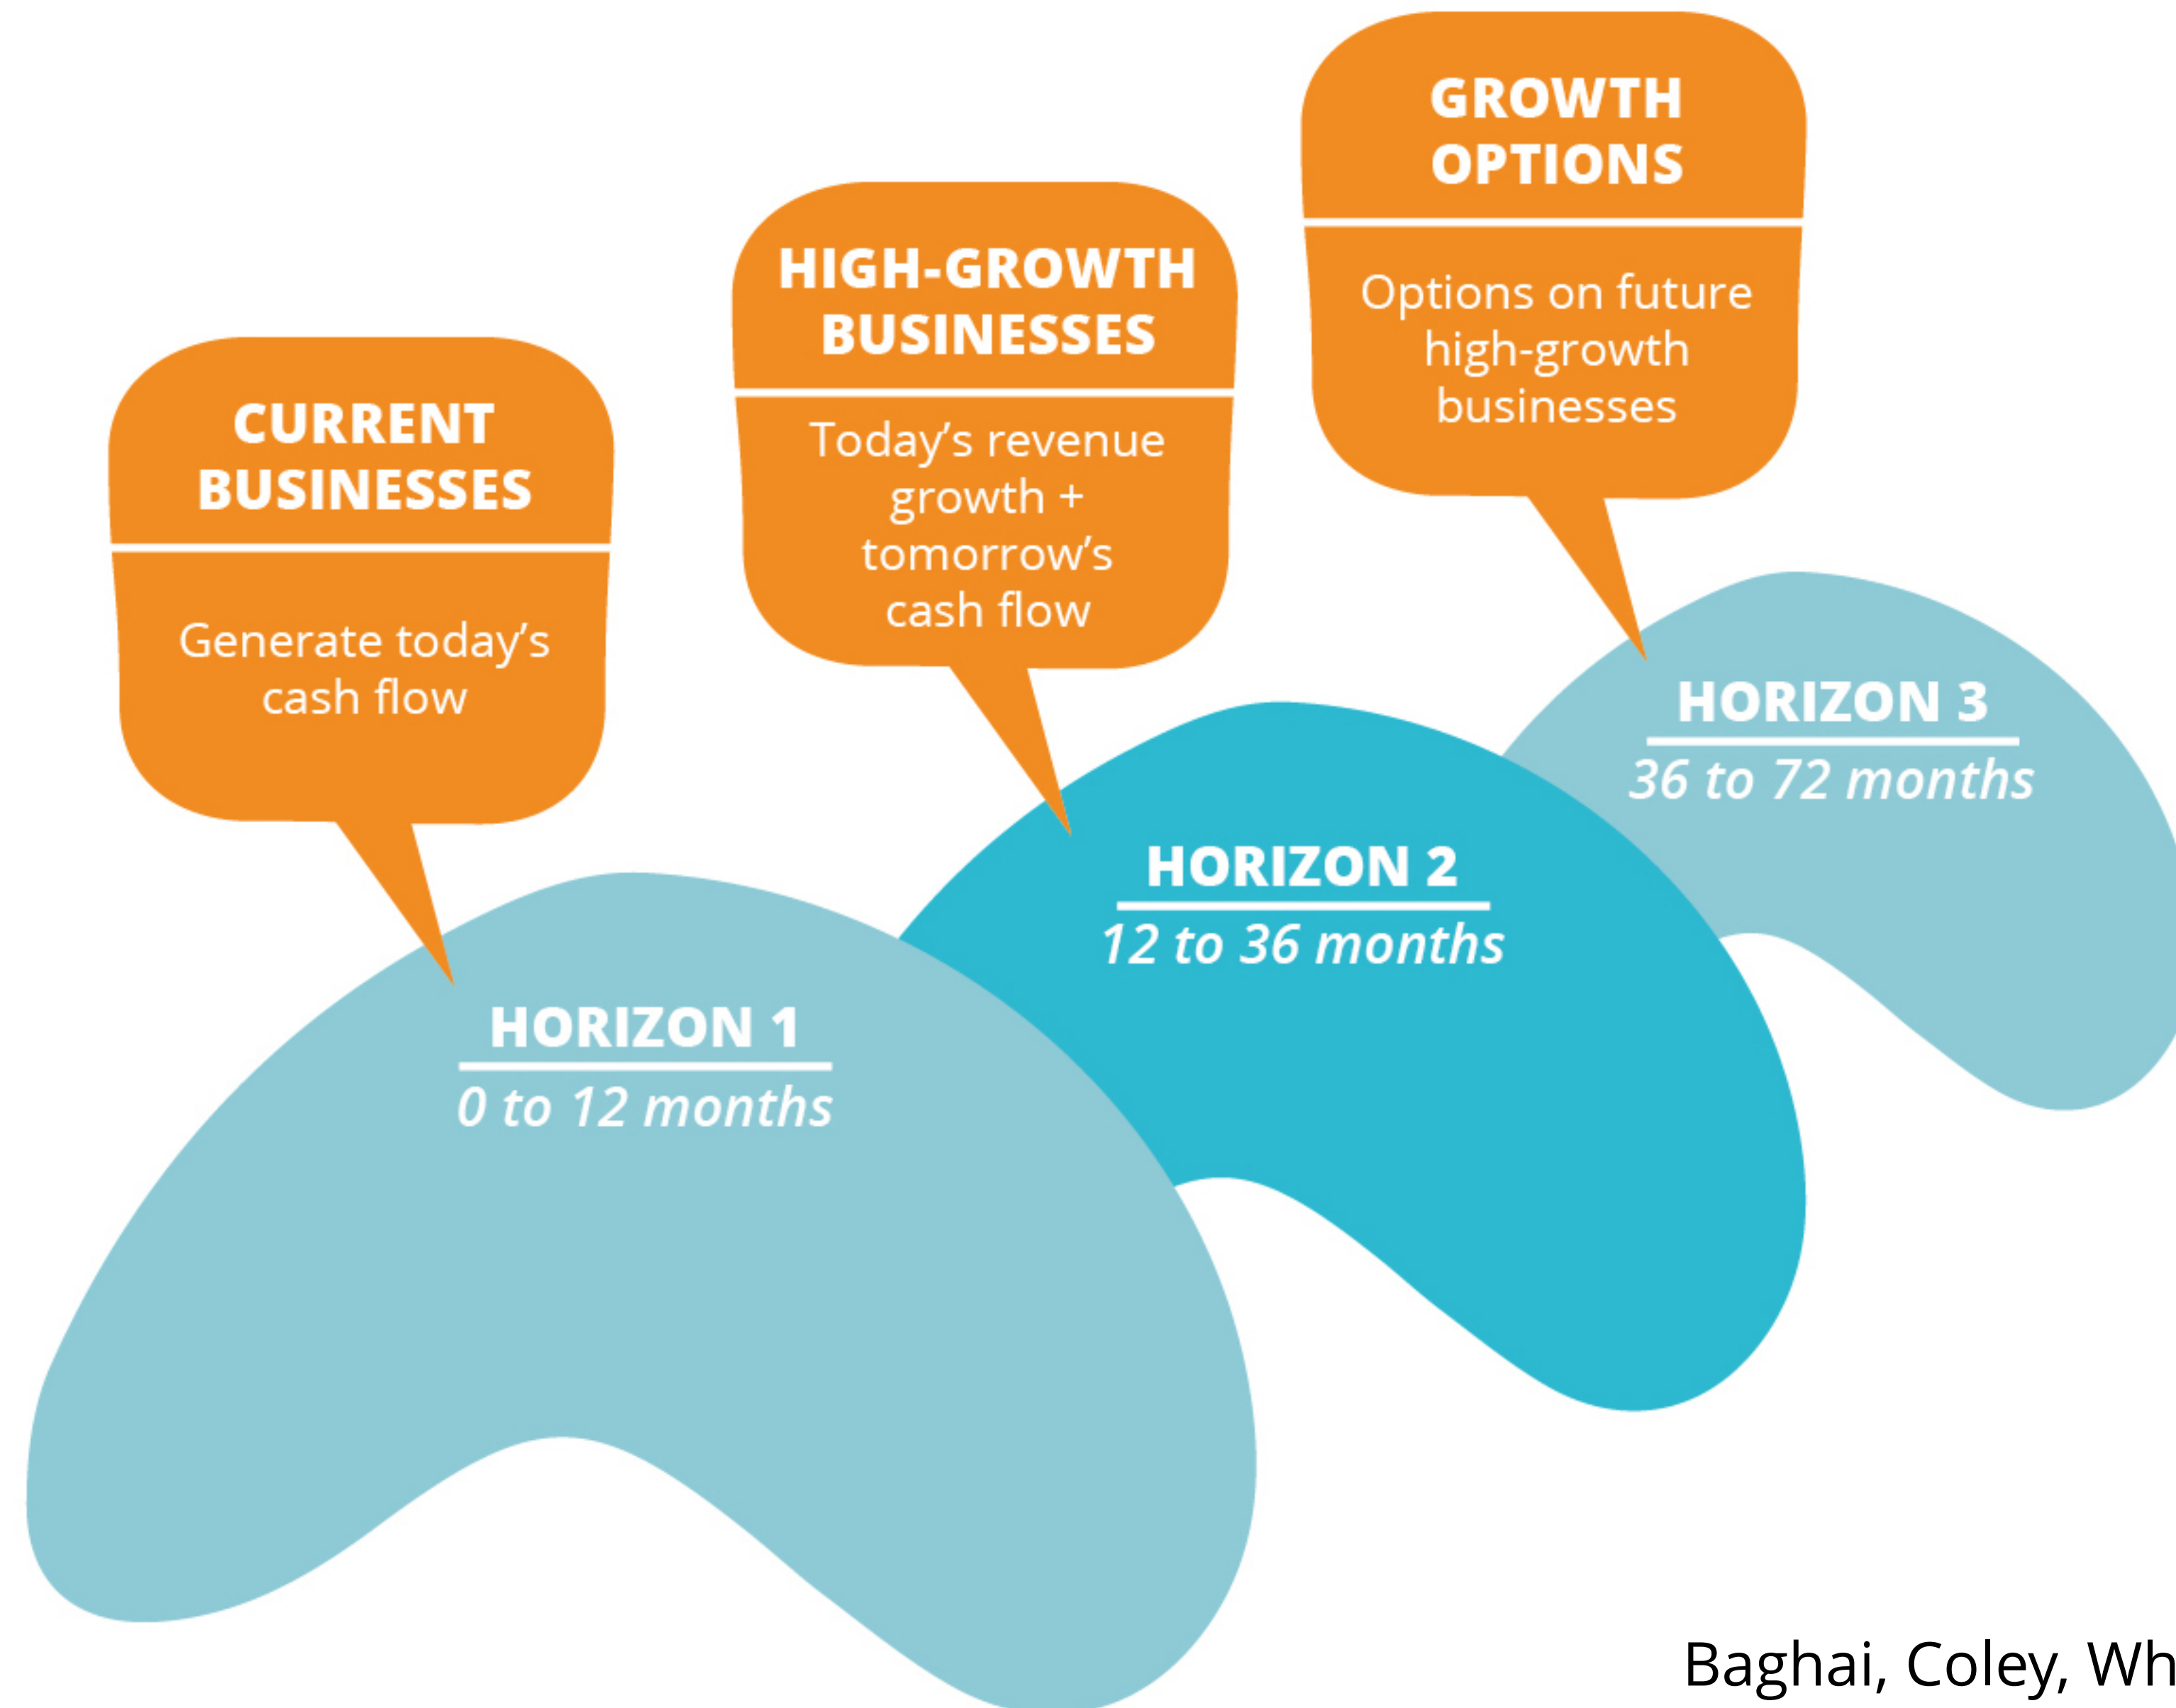 GROWTH
OPTIONS
Options on future
high-growth
businesses
HIGH-GROWTH
BUSINESSES
Today's revenue
growth +
tomorrow's
cash flow
CURRENT
BUSINESSES
Generate today's
cash flow
HORIZON 3
36 to 72 months
HORIZON 2
12 to 36 months
HORIZON 1
0 to 12 months
Baghai, Coley,